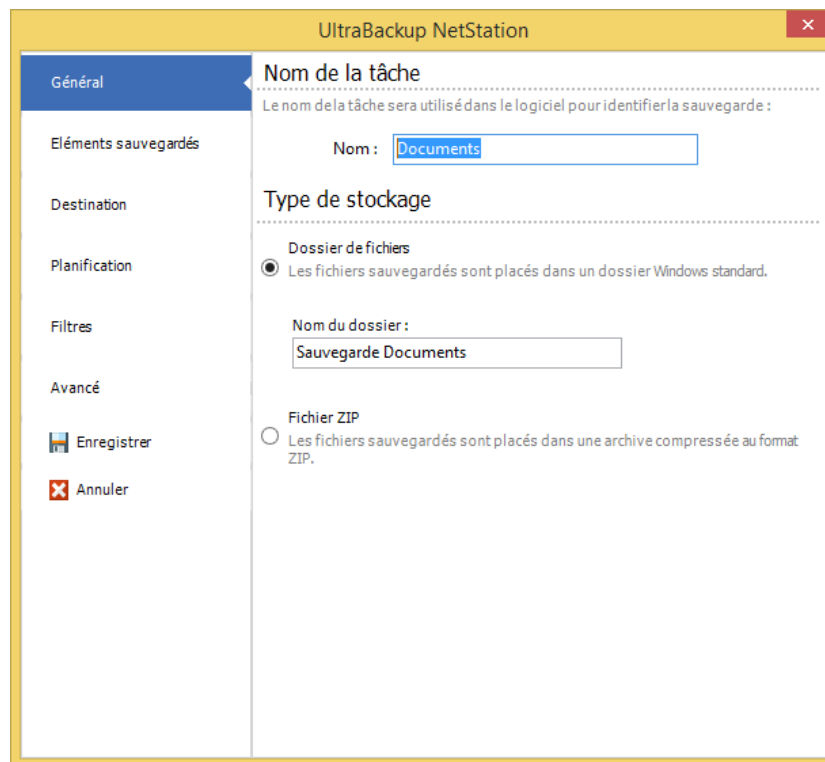 UltraBackup NetStation
Général
Eléments sauvegardés
Destination
Planification
Filtres
Avancé
Enregistrer
Annuler
Nom de la tâche
Le nom de la tâche sera utilisé dans le logiciel pour identifier la sauvegarde :
Nom : Documents
Type de stockage
Dossier de fichiers
Les fichiers sauvegardés sont placés dans un dossier Windows standard.
Nom du dossier :
Sauvegarde Documents
Fichier ZIP
Les fichiers sauvegardés sont placés dans une archive compressée au format
ZIP.